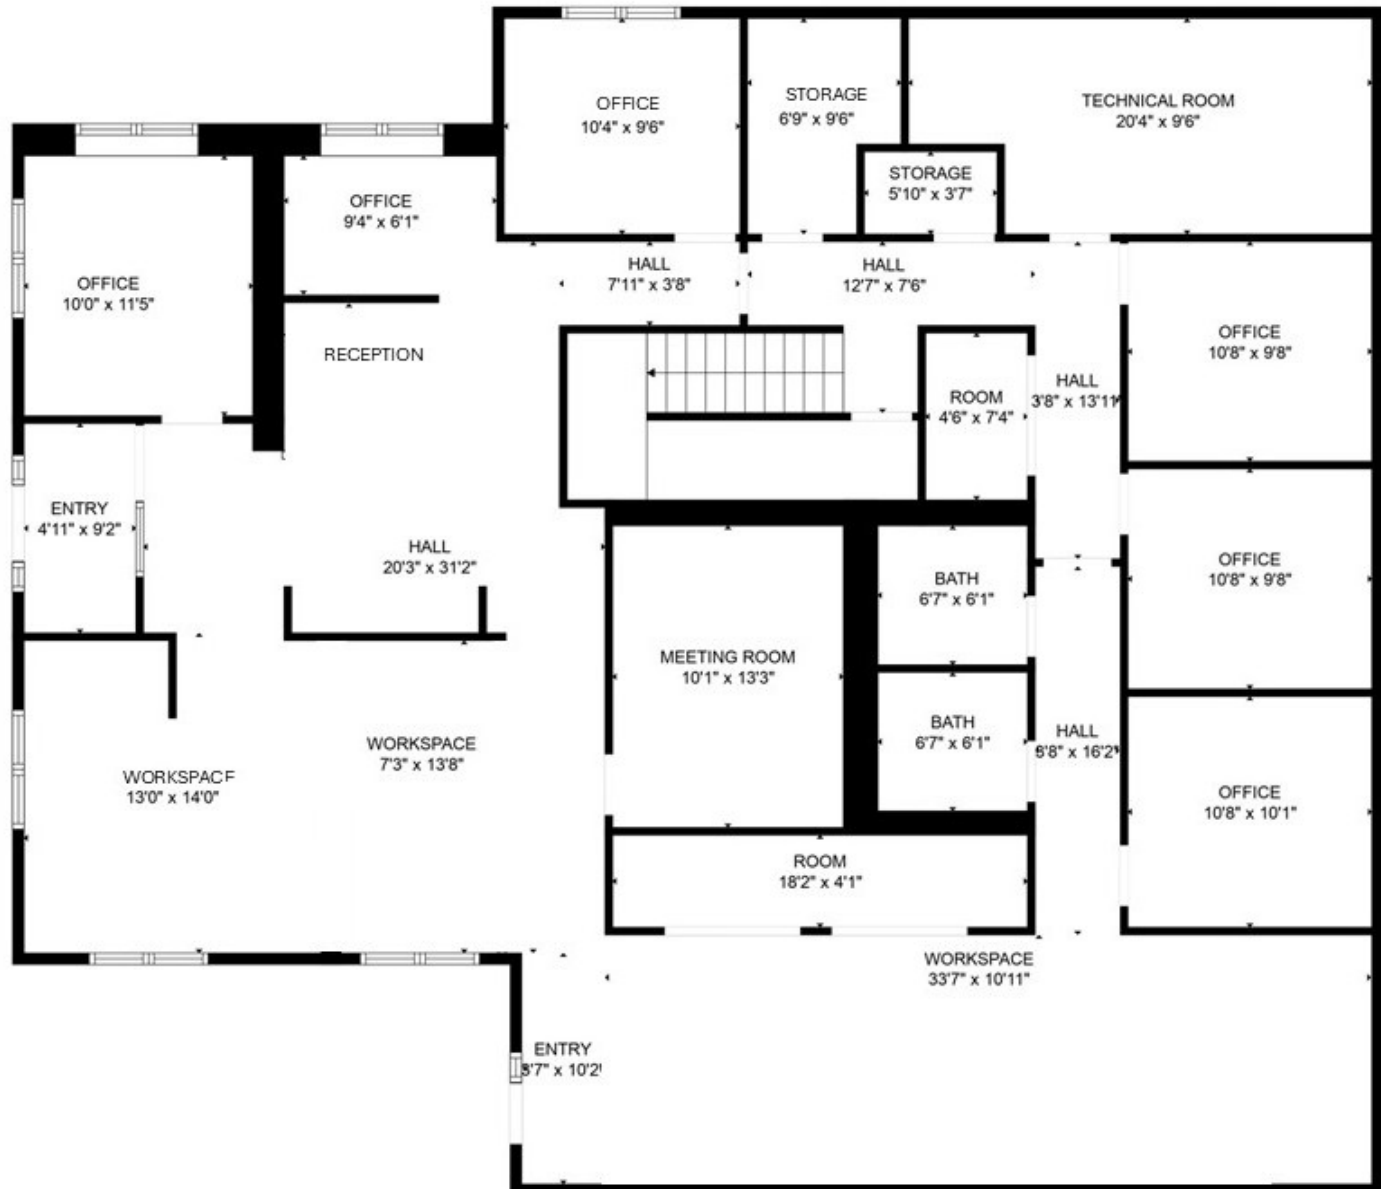 OFFICE
10'4" x 9'6"
STORAGE
6'9" x 9'6"
TECHNICAL ROOM
20'4" x 9'6"
STORAGE
5'10" x 3'7"
OFFICE
9'4" x 6'1"
OFFICE
10'0" x 11'5"
HALL
7'11" x 3'8"
HALL
12'7" x 7'6"
OFFICE
10'8" x 9'8"
RECEPTION
ROOM
4'6" x 7'4"
HALL
3'8" x 13'11"
ENTRY
4'11" x 9'2"
HALL
20'3" x 31'2"
BATH
6'7" x 6'1"
OFFICE
10'8" x 9'8"
MEETING ROOM
10'1" x 13'3"
BATH
6'7" x 6'1"
HALL
x 16'2"
WORKSPACE
7'3" x 13'8"
WORKSPACE
13'0" x 14'0"
OFFICE
10'8" x 10'1"
ROOM
18'2" x 4'1"
WORKSPACE
33'7" x 10'11"
ENTRY
x 10'2"